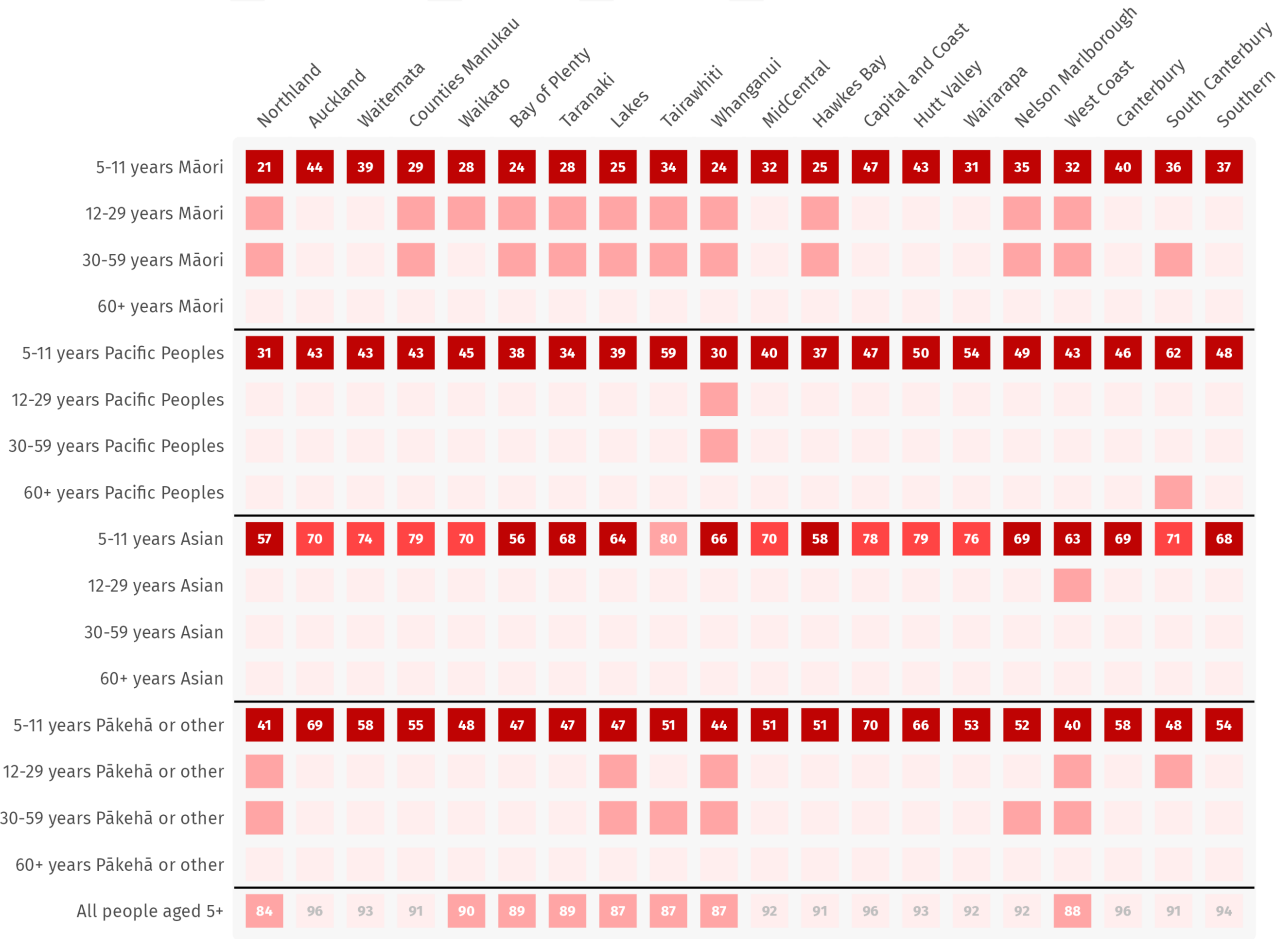 Northland Auckland Waitemata Counties Manukau Waikato Bay of Plenty Taranaki Lakes Tairawhiti Whanganui MidCentral Hawkes Bay Capital and Coast Hutt Valley Wairarapa Nelson Marlborough West Coast Canterbury South Canterbury Southern
5-11 years Māori 21 44 39 29 28 24 28 25 34 24 32 25 47 43 31 35 32 40 36 37
12-29 years Māori
30-59 years Māori
60+ years Māori
5-11 years Pacific Peoples 31 43 43 43 45 38 34 39 59 30 40 37 47 50 54 49 43 46 62 48
12-29 years Pacific Peoples
30-59 years Pacific Peoples
60+ years Pacific Peoples
5-11 years Asian 57 70 74 79 70 56 68 64 80 66 70 58 78 79 76 69 63 69 71 68
12-29 years Asian
30-59 years Asian
60+ years Asian
5-11 years Pākehā or other 41 69 58 55 48 47 47 47 51 44 51 51 70 66 53 52 40 58 48 54
12-29 years Pākehā or other
30-59 years Pākehā or other
60+ years Pākehā or other
All people aged 5+ 84 96 93 91 90 89 89 87 87 87 92 91 96 93 92 92 88 96 91 94